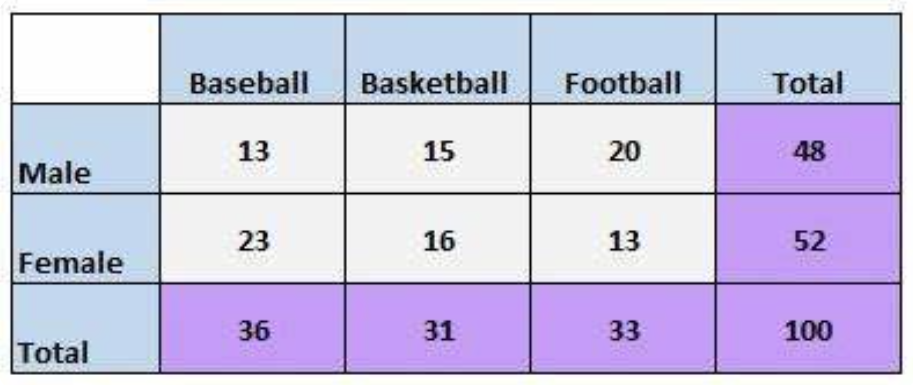 Baseball Basketball Football Total
Male 13 15 20 48
Female 23 16 13 52
Total 36 31 33 100